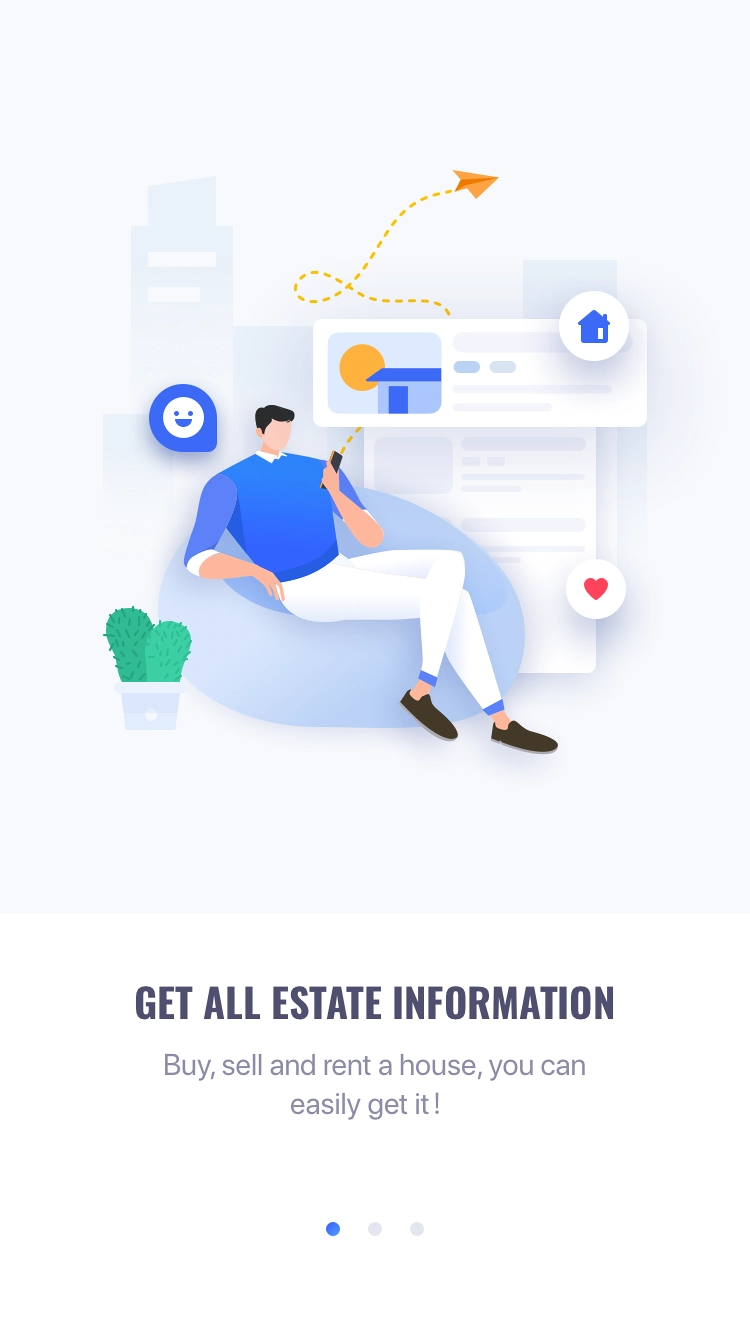 GET ALL ESTATE INFORMATION
Buy, sell and rent a house, you can
easily get it!